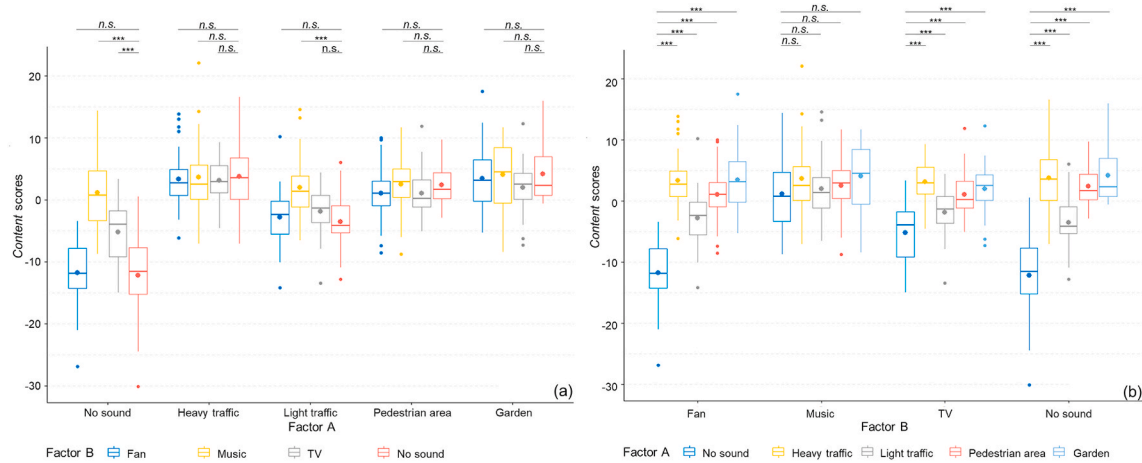 n.s. n.s. n.s. n.s. n.s.
*** n.s. *** n.s. n.s.
*** n.s. n.s. n.s. n.s.
20
10
0
-10
-20
-30
Content scores
(a)
No sound Heavy traffic Light traffic Pedestrian area Garden
Factor A
Factor B Fan Music TV No sound
*** n.s. *** ***
*** n.s. *** ***
*** n.s. *** ***
*** n.s. *** ***
20
10
0
-10
-20
-30
Content scores
(b)
Fan Music TV No sound
Factor B
Factor A No sound Heavy traffic Light traffic Pedestrian area Garden